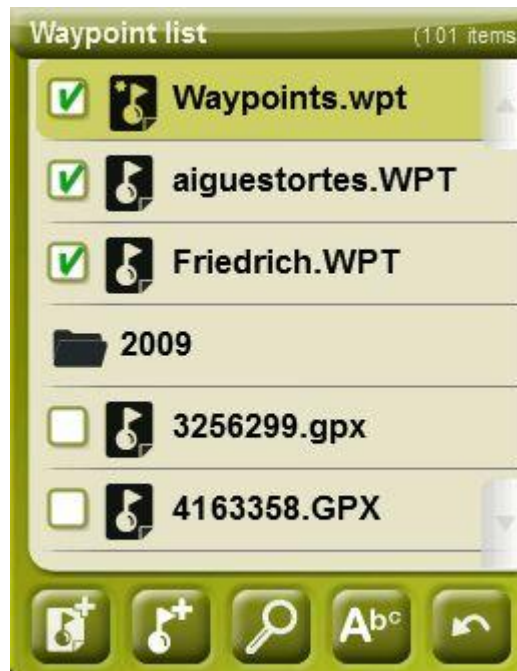 Waypoint list
(101 items
Waypoints.wpt
aiguestortes.WPT
Friedrich.WPT
2009
3256299.gpx
4163358.GPX
Abc